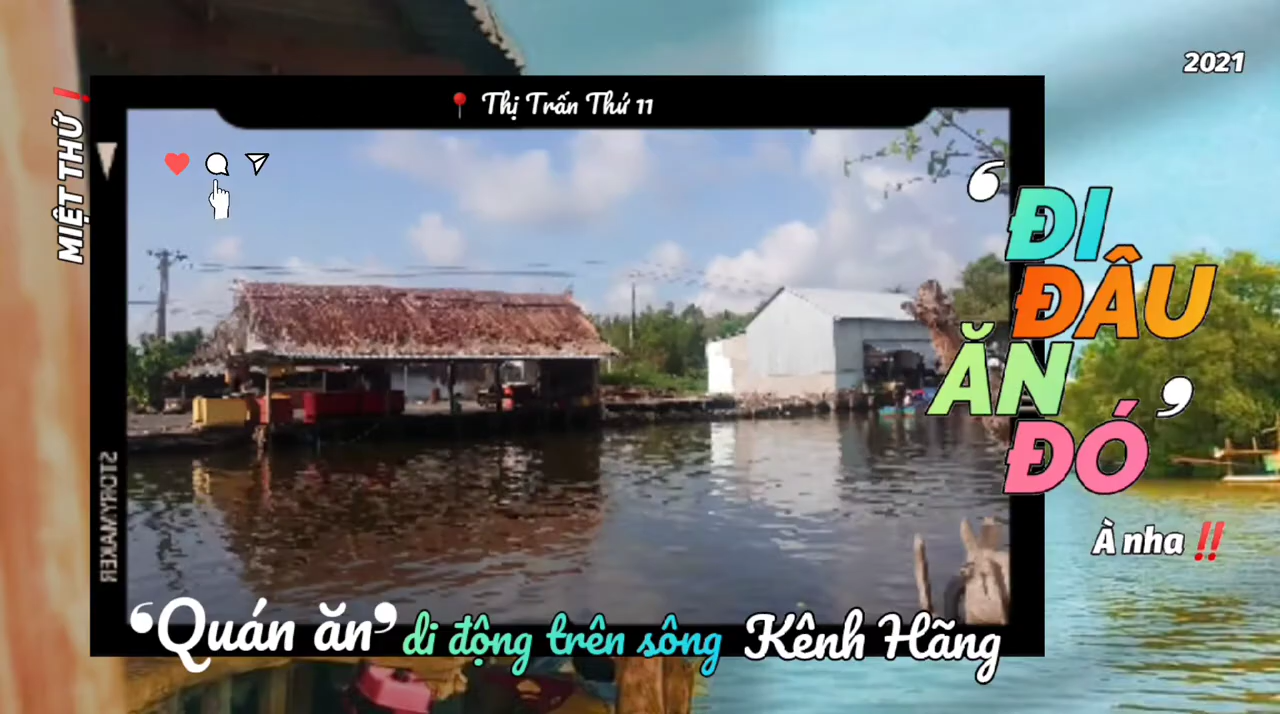 2021
Thị Trấn Thứ 11
MIỆT THỨ❗
‘ĐI
ĐÂU
ĂN
ĐÓ’
À nha ‼️
STORYMAKER
‘Quán ăn’ di động trên sông Kênh Hãng